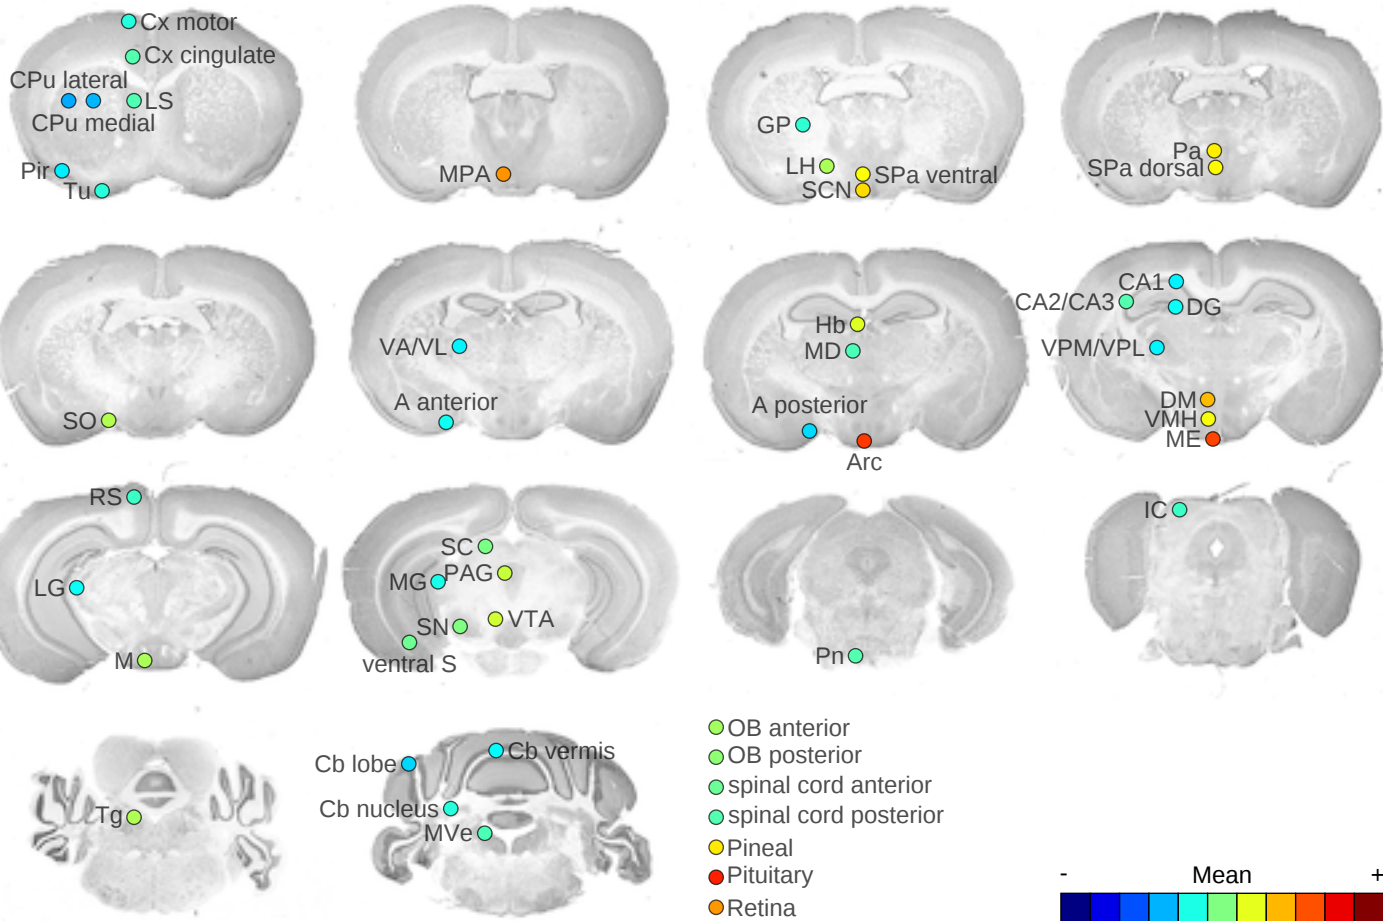 Cx motor
Cx cingulate
CPu lateral
LS
CPu medial
Pir
Tu
MPA
GP
LH
SPa ventral
SCN
Pa
SPa dorsal
SO
VA/VL
A anterior
Hb
MD
A posterior
Arc
CA1
CA2/CA3
DG
VPM/VPL
DM
VMH
ME
RS
LG
M
SC
MG
PAG
SN
VTA
ventral S
Pn
IC
Tg
Cb lobe
Cb vermis
Cb nucleus
MVe
OB anterior
OB posterior
spinal cord anterior
spinal cord posterior
Pineal
Pituitary
Retina
- Mean +